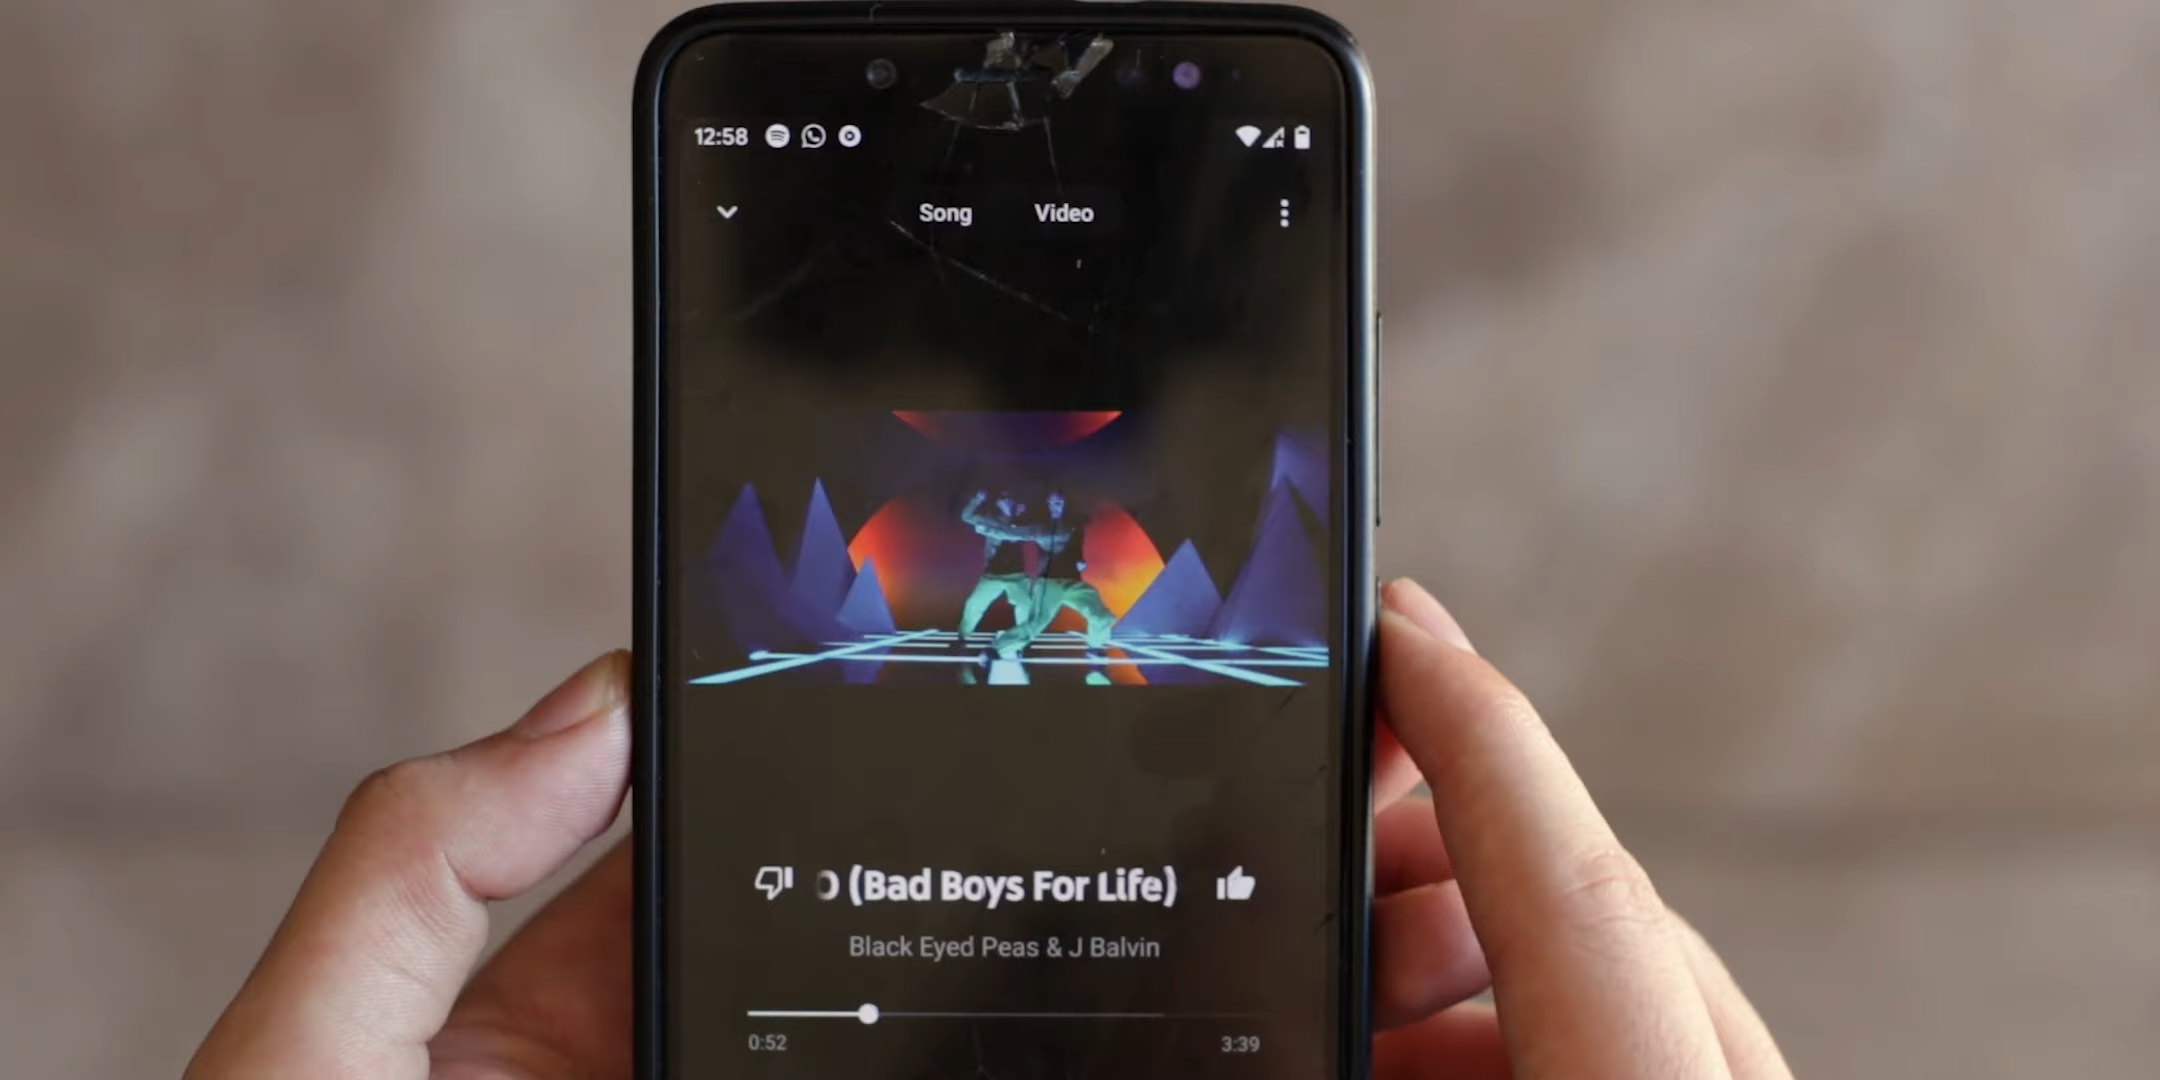 12:58
Song Video
(Bad Boys For Life)
Black Eyed Peas & J Balvin
0:52 3:39